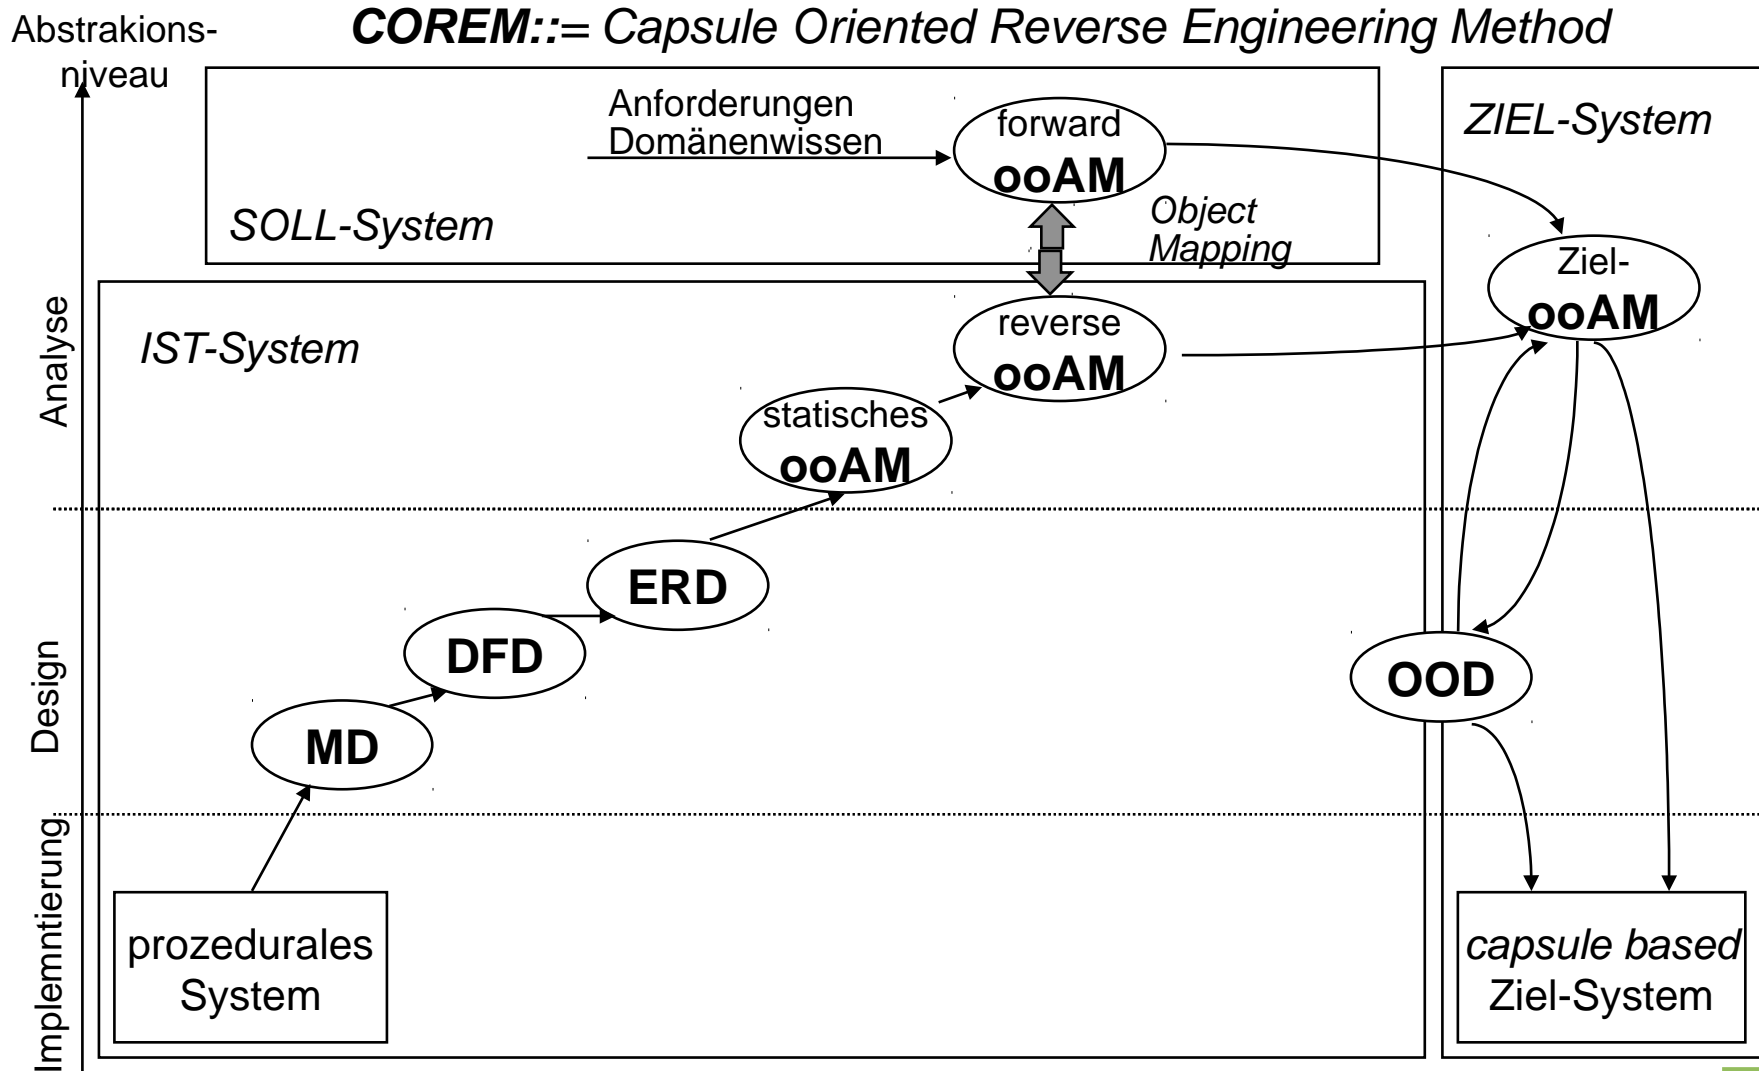 Abstrakions-
niveau
COREM::= Capsule Oriented Reverse Engineering Method
Anforderungen
Domänenwissen
forward
ooAM
ZIEL-System
SOLL-System
Object
Mapping
Ziel-
ooAM
Analyse
IST-System
reverse
ooAM
statisches
ooAM
ERD
DFD
OOD
Design
MD
Implemntierung
prozedurales
System
capsule based
Ziel-System